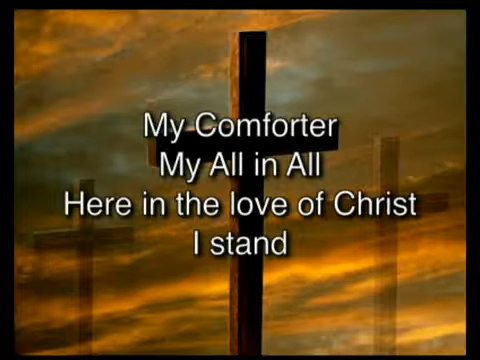 My Comforter
My All in All
Here in the love of Christ
I stand